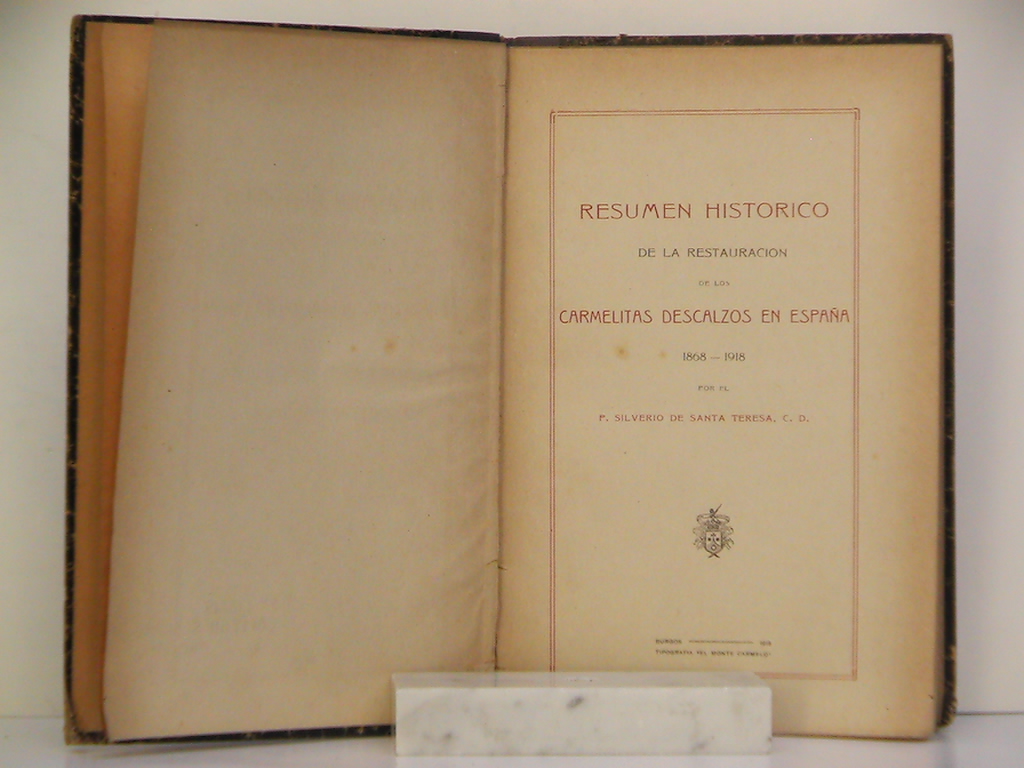 RESUMEN HISTORICO
DE LA RESTAURACION
DE LOS
CARMELITAS DESCALZOS EN ESPAÑA
1868 — 1918
POR EL
P. SILVERIO DE SANTA TERESA, C. D.
BURGOS
TIPOGRAFIA «EL MONTE CARMELO»